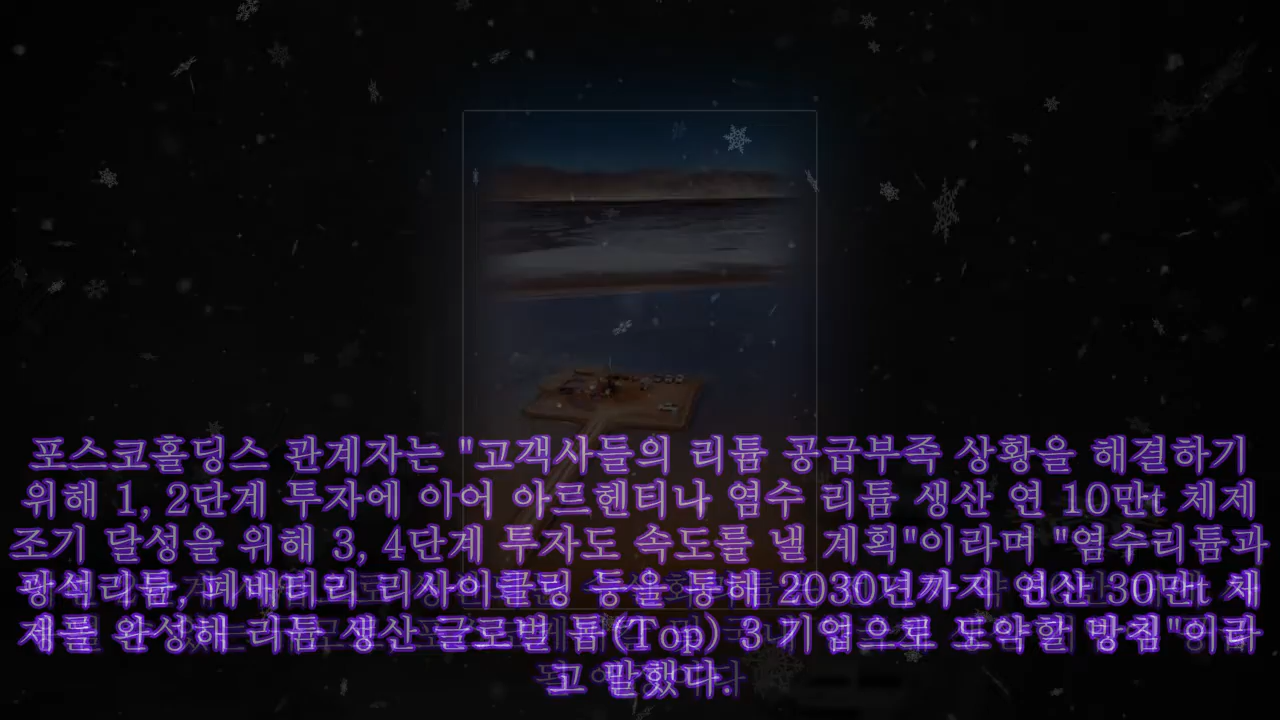 포스코홀딩스 관계자는 "고객사들의 리튬 공급부족 상황을 해결하기
위해 1, 2단계 투자에 이어 아르헨티나 염수 리튬 생산 연 10만t 체제
조기 달성을 위해 3, 4단계 투자도 속도를 낼 계획"이라며 "염수리튬과
광석리튬, 폐배터리 리사이클링 등을 통해 2030년까지 연산 30만t 체
제를 완성해 리튬 생산 글로벌 톱(Top) 3 기업으로 도약할 방침"이라
고 말했다.